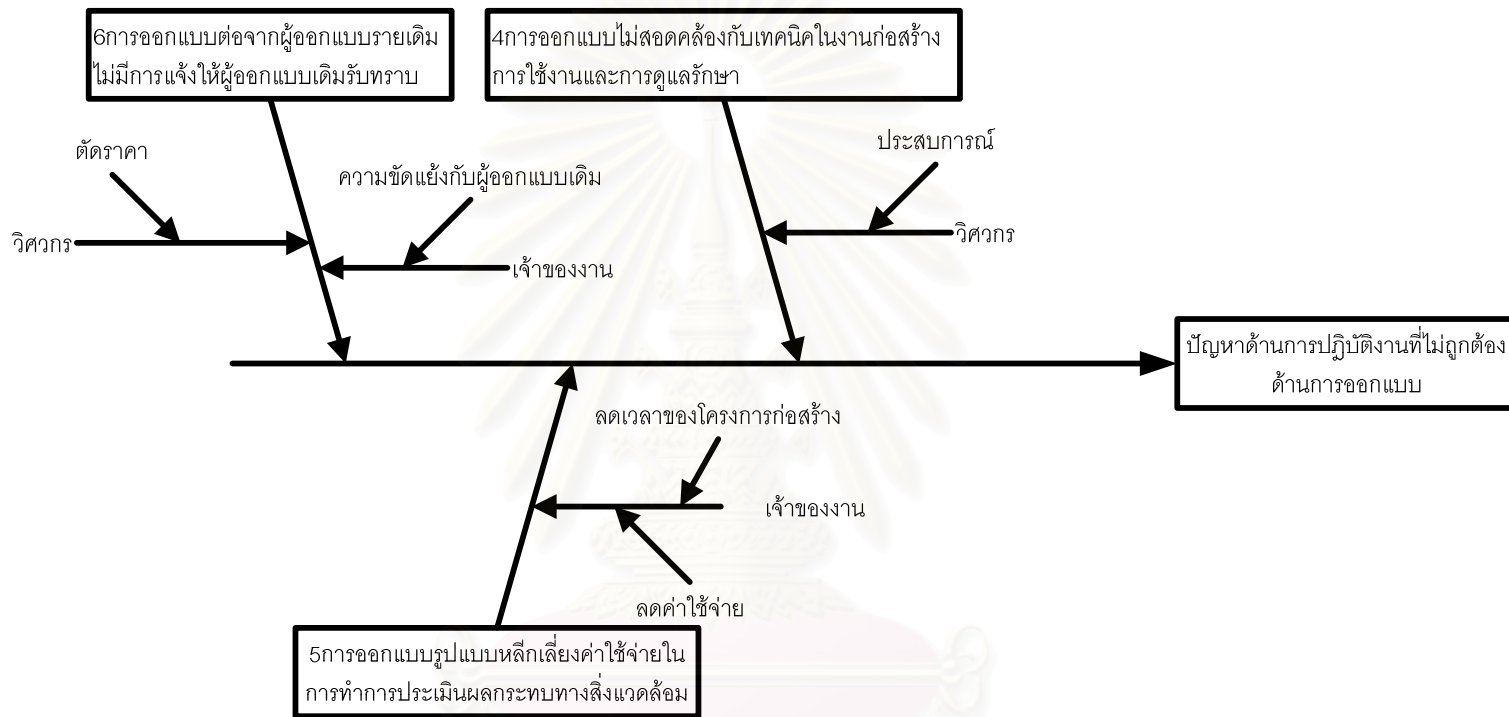 6การออกแบบต่อจากผู้ออกแบบรายเดิม
ไม่มีการแจ้งให้ผู้ออกแบบเดิมรับทราบ
4การออกแบบไม่สอดคล้องกับเทคนิคในงานก่อสร้าง
การใช้งานและการดูแลรักษา
ตัดราคา
ความขัดแย้งกับผู้ออกแบบเดิม
วิศวกร
เจ้าของงาน
ประสบการณ์
วิศวกร
ปัญหาด้านการปฏิบัติงานที่ไม่ถูกต้อง
ด้านการออกแบบ
ลดเวลาของโครงการก่อสร้าง
เจ้าของงาน
ลดค่าใช้จ่าย
5การออกแบบรูปแบบหลีกเลี่ยงค่าใช้จ่ายใน
การทำการประเมินผลกระทบทางสิ่งแวดล้อม